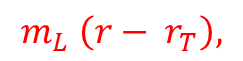 m_L (r − r_T),